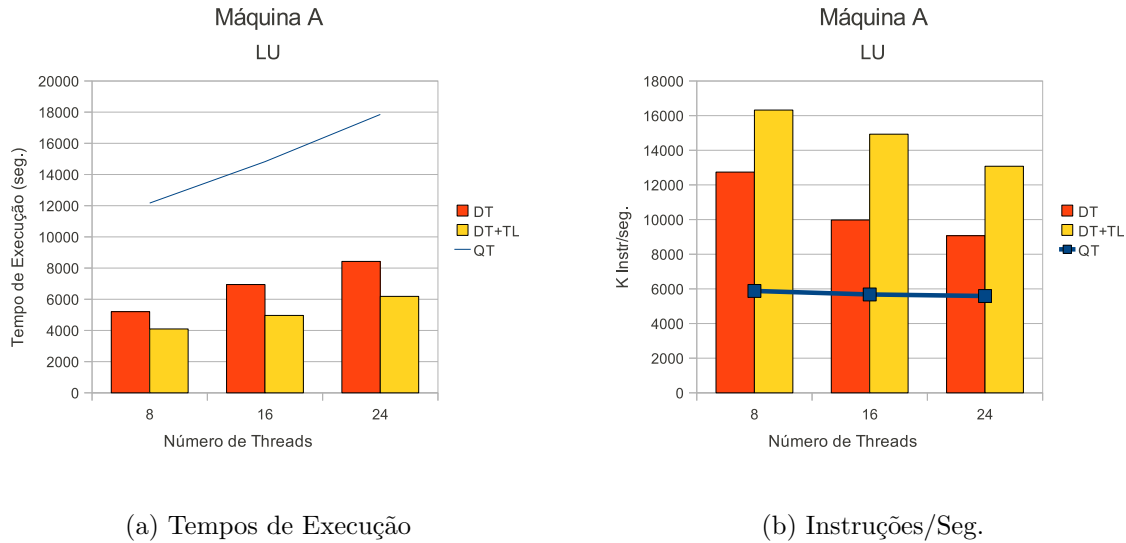 Máquina A
LU
20000
18000
16000
14000
12000
10000
8000
6000
4000
2000
0
Tempo de Execução (seg.)
8
16
24
Número de Threads
DT
DT+TL
QT
(a) Tempos de Execução
Máquina A
LU
18000
16000
14000
12000
10000
8000
6000
4000
2000
0
K Instr/seg.
8
16
24
Número de Threads
DT
DT+TL
QT
(b) Instruções/Seg.